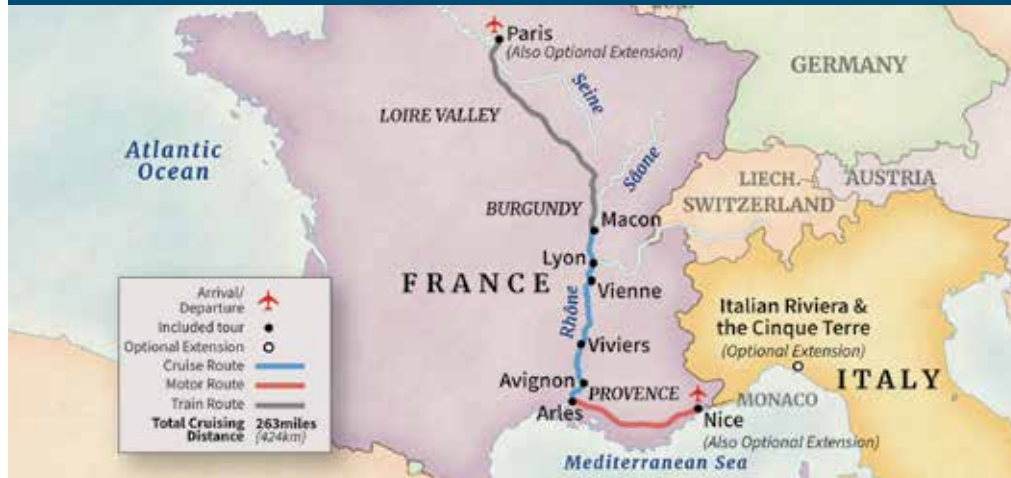 Paris
(Also Optional Extension)
GERMANY
Seine
LOIRE VALLEY
Atlantic
Ocean
Sâone
LIECH.
AUSTRIA
SWITZERLAND
BURGUNDY
Macon
Lyon
FRANCE
Vienne
Rhône
Italian Riviera &
the Cinque Terre
(Optional Extension)
Viviers
ITALY
Avignon
PROVENCE
MONACO
Arles
Nice
(Also Optional Extension)
Mediterranean Sea
Arrival/
Departure
Included tour
Optional Extension
Cruise Route
Motor Route
Train Route
Total Cruising 263miles
Distance (424km)